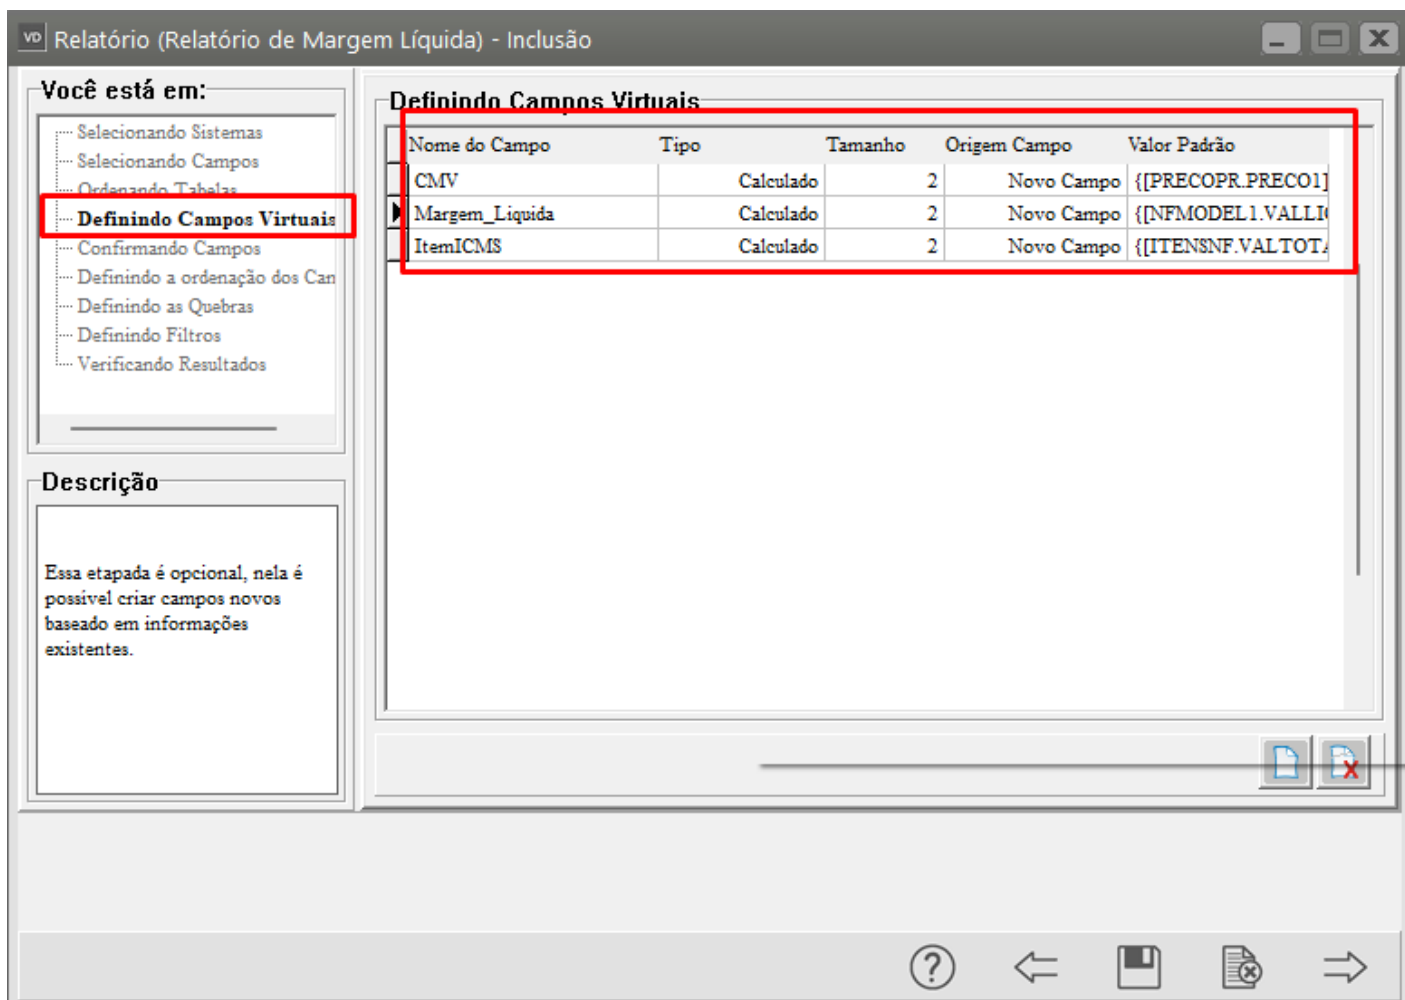 VD Relatório (Relatório de Margem Líquida) - Inclusão
Você está em:
Selecionando Sistemas
Selecionando Campos
Ordenando Tabelas
Definindo Campos Virtuais
Confirmando Campos
Definindo a ordenação dos Can
Definindo as Quebras
Definindo Filtros
Verificando Resultados
Descrição
Essa etapada é opcional, nela é
possível criar campos novos
baseado em informações
existentes.
Definindo Campos Virtuais
Nome do Campo Tipo Tamanho Origem Campo Valor Padrão
CMV Calculado 2 Novo Campo {[PRECOPR.PRECO1]
Margem_Liquida Calculado 2 Novo Campo {[NFMODEL1.VALLI
ItemICMS Calculado 2 Novo Campo {[ITENSNF.VALTOTA